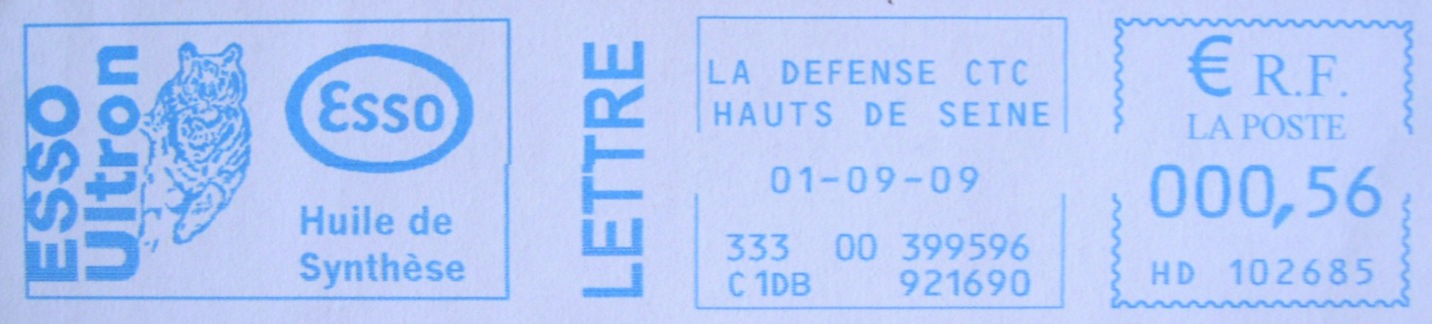 ESSO
Ultron
Esso
Huile de
Synthèse
LETTRE
LA DEFENSE CTC
HAUTS DE SEINE
01-09-09
333 00 399596
C1DB 921690
€ R.F.
LA POSTE
000,56
HD 102685